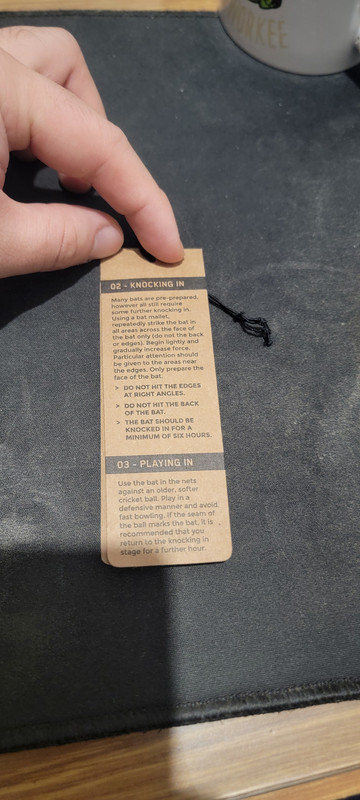 ORKEE
02 - KNOCKING IN
Many bats are pre-prepared,
however all still require
some further knocking in.
Using a bat mallet,
repeatedly strike the bat in
all areas across the face of
the bat only (do not the back
or edges). Begin lightly and
gradually increase force.
Particular attention should
be given to the areas near
the edges. Only prepare the
face of the bat.
> DO NOT HIT THE EDGES
AT RIGHT ANGLES.
> DO NOT HIT THE BACK
OF THE BAT.
> THE BAT SHOULD BE
KNOCKED IN FOR A
MINIMUM OF SIX HOURS.
03 - PLAYING IN
Use the bat in the nets
against an older, softer
cricket ball. Play in a
defensive manner and avoid
fast bowling. If the seam of
the ball marks the bat, it is
recommended that you
return to the knocking in
stage for a further hour.